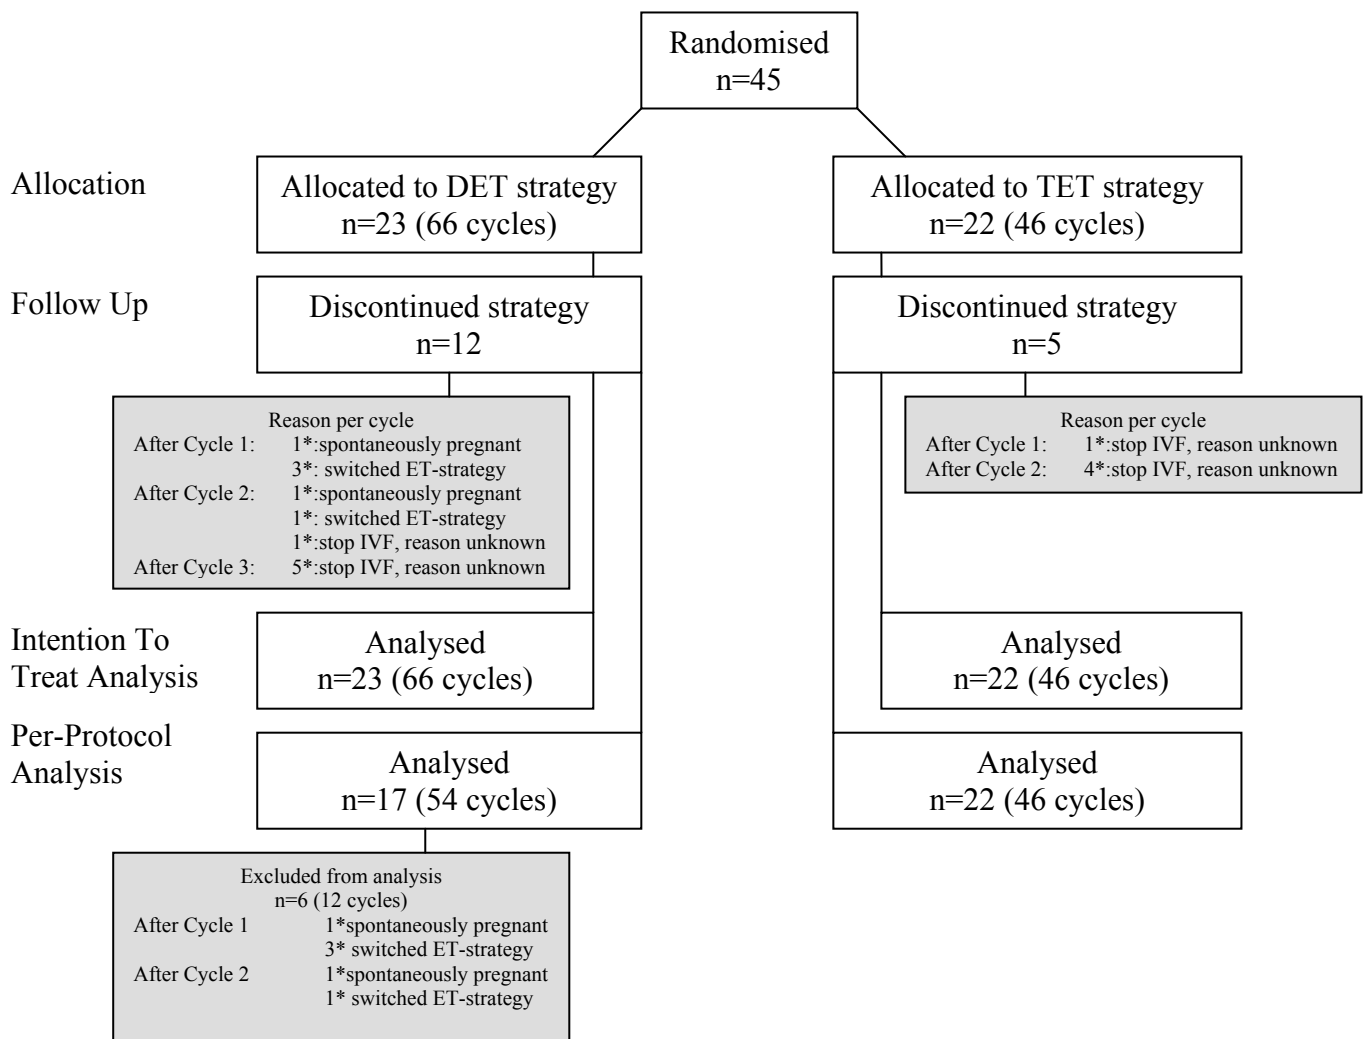 Randomised
n=45
Allocation
Allocated to DET strategy
n=23 (66 cycles)
Allocated to TET strategy
n=22 (46 cycles)
Follow Up
Discontinued strategy
n=12
Discontinued strategy
n=5
Reason per cycle
After Cycle 1: 1*:spontaneously pregnant
3*: switched ET-strategy
After Cycle 2: 1*:spontaneously pregnant
1*: switched ET-strategy
1*:stop IVF, reason unknown
After Cycle 3: 5*:stop IVF, reason unknown
Reason per cycle
After Cycle 1: 1*:stop IVF, reason unknown
After Cycle 2: 4*:stop IVF, reason unknown
Intention To
Treat Analysis
Analysed
n=23 (66 cycles)
Analysed
n=22 (46 cycles)
Per-Protocol
Analysis
Analysed
n=17 (54 cycles)
Analysed
n=22 (46 cycles)
Excluded from analysis
n=6 (12 cycles)
After Cycle 1 1*spontaneously pregnant
3* switched ET-strategy
After Cycle 2 1*spontaneously pregnant
1* switched ET-strategy